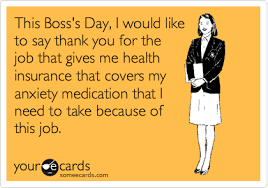 This Boss's Day, I would like
to say thank you for the
job that gives me health
insurance that covers my
anxiety medication that I
need to take because of
this job.
your ecards
someecards.com